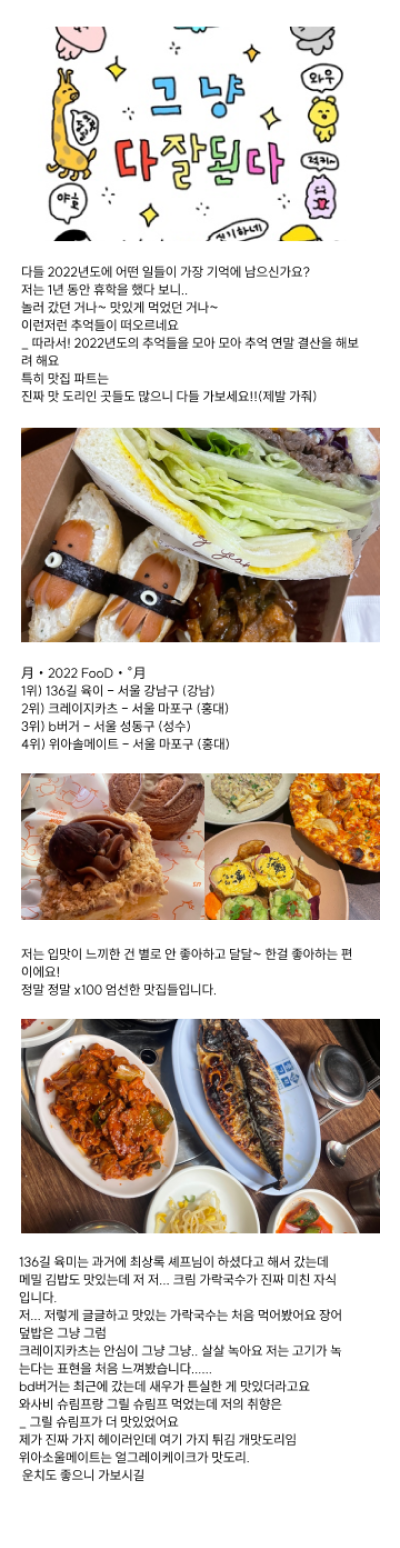 와우
그냥
다잘된다
럭키~
야호
신기하네
다들 2022년도에 어떤 일들이 가장 기억에 남으신가요?
저는 1년 동안 휴학을 했다 보니..
놀러 갔던 거나~ 맛있게 먹었던 거나~
이런저런 추억들이 떠오르네요
_ 따라서! 2022년도의 추억들을 모아 모아 추억 연말 결산을 해보
려 해요
특히 맛집 파트는
진짜 맛 도리인 곳들도 많으니 다들 가보세요!!(제발 가줘)
月 • 2022 FooD • °月
1위) 136길 육이 - 서울 강남구 (강남)
2위) 크레이지카츠 - 서울 마포구 (홍대)
3위) b버거 - 서울 성동구 (성수)
4위) 위아솔메이트 - 서울 마포구 (홍대)
저는 입맛이 느끼한 건 별로 안 좋아하고 달달~ 한걸 좋아하는 편
이에요!
정말 정말 x100 엄선한 맛집들입니다.
136길 육미는 과거에 최상록 셰프님이 하셨다고 해서 갔는데
메밀 김밥도 맛있는데 저 저... 크림 가락국수가 진짜 미친 자식
입니다.
저... 저렇게 글글하고 맛있는 가락국수는 처음 먹어봤어요 장어
덮밥은 그냥 그럼
크레이지카츠는 안심이 그냥 그냥.. 살살 녹아요 저는 고기가 녹
는다는 표현을 처음 느껴봤습니다......
bd버거는 최근에 갔는데 새우가 튼실한 게 맛있더라고요
와사비 슈림프랑 그릴 슈림프 먹었는데 저의 취향은
_ 그릴 슈림프가 더 맛있었어요
제가 진짜 가지 헤이러인데 여기 가지 튀김 개맛도리임
위아소울메이트는 얼그레이케이크가 맛도리.
운치도 좋으니 가보시길